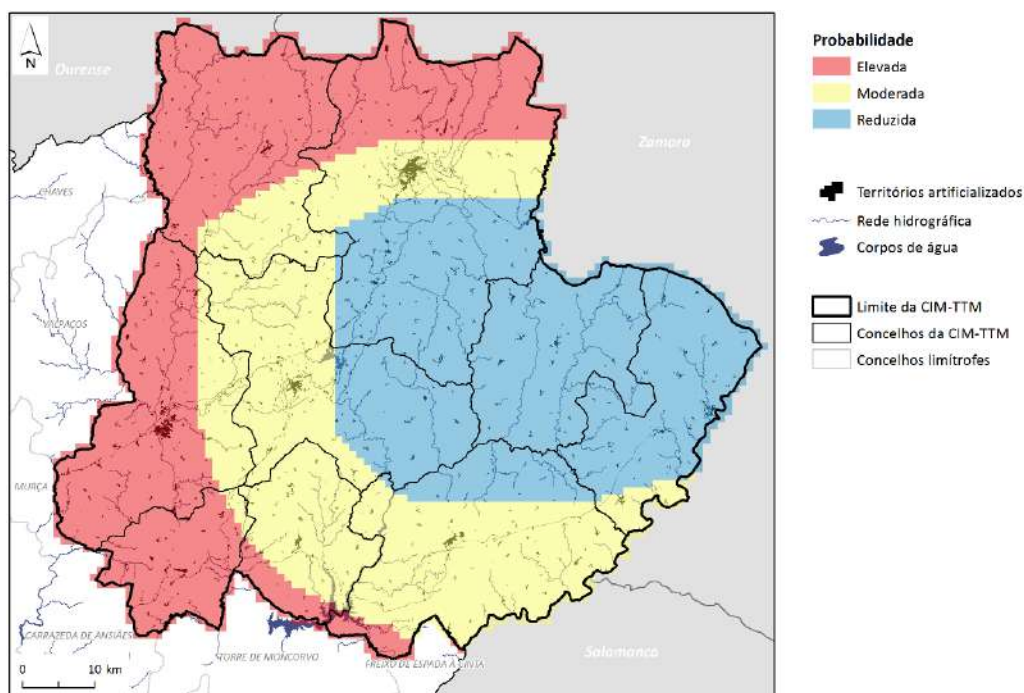 N
Ourense
Zamora
CHAVES
VALPAÇOS
MURÇA
CARRAZEDA DE ANSIÃES
TORRE DE MONCORVO
FREIXO DE ESPADA À CINTA
Salamanca
0 10 km
Probabilidade
Elevada
Moderada
Reduzida
Territórios artificializados
Rede hidrográfica
Corpos de água
Limite da CIM-TTM
Concelhos da CIM-TTM
Concelhos limítrofes